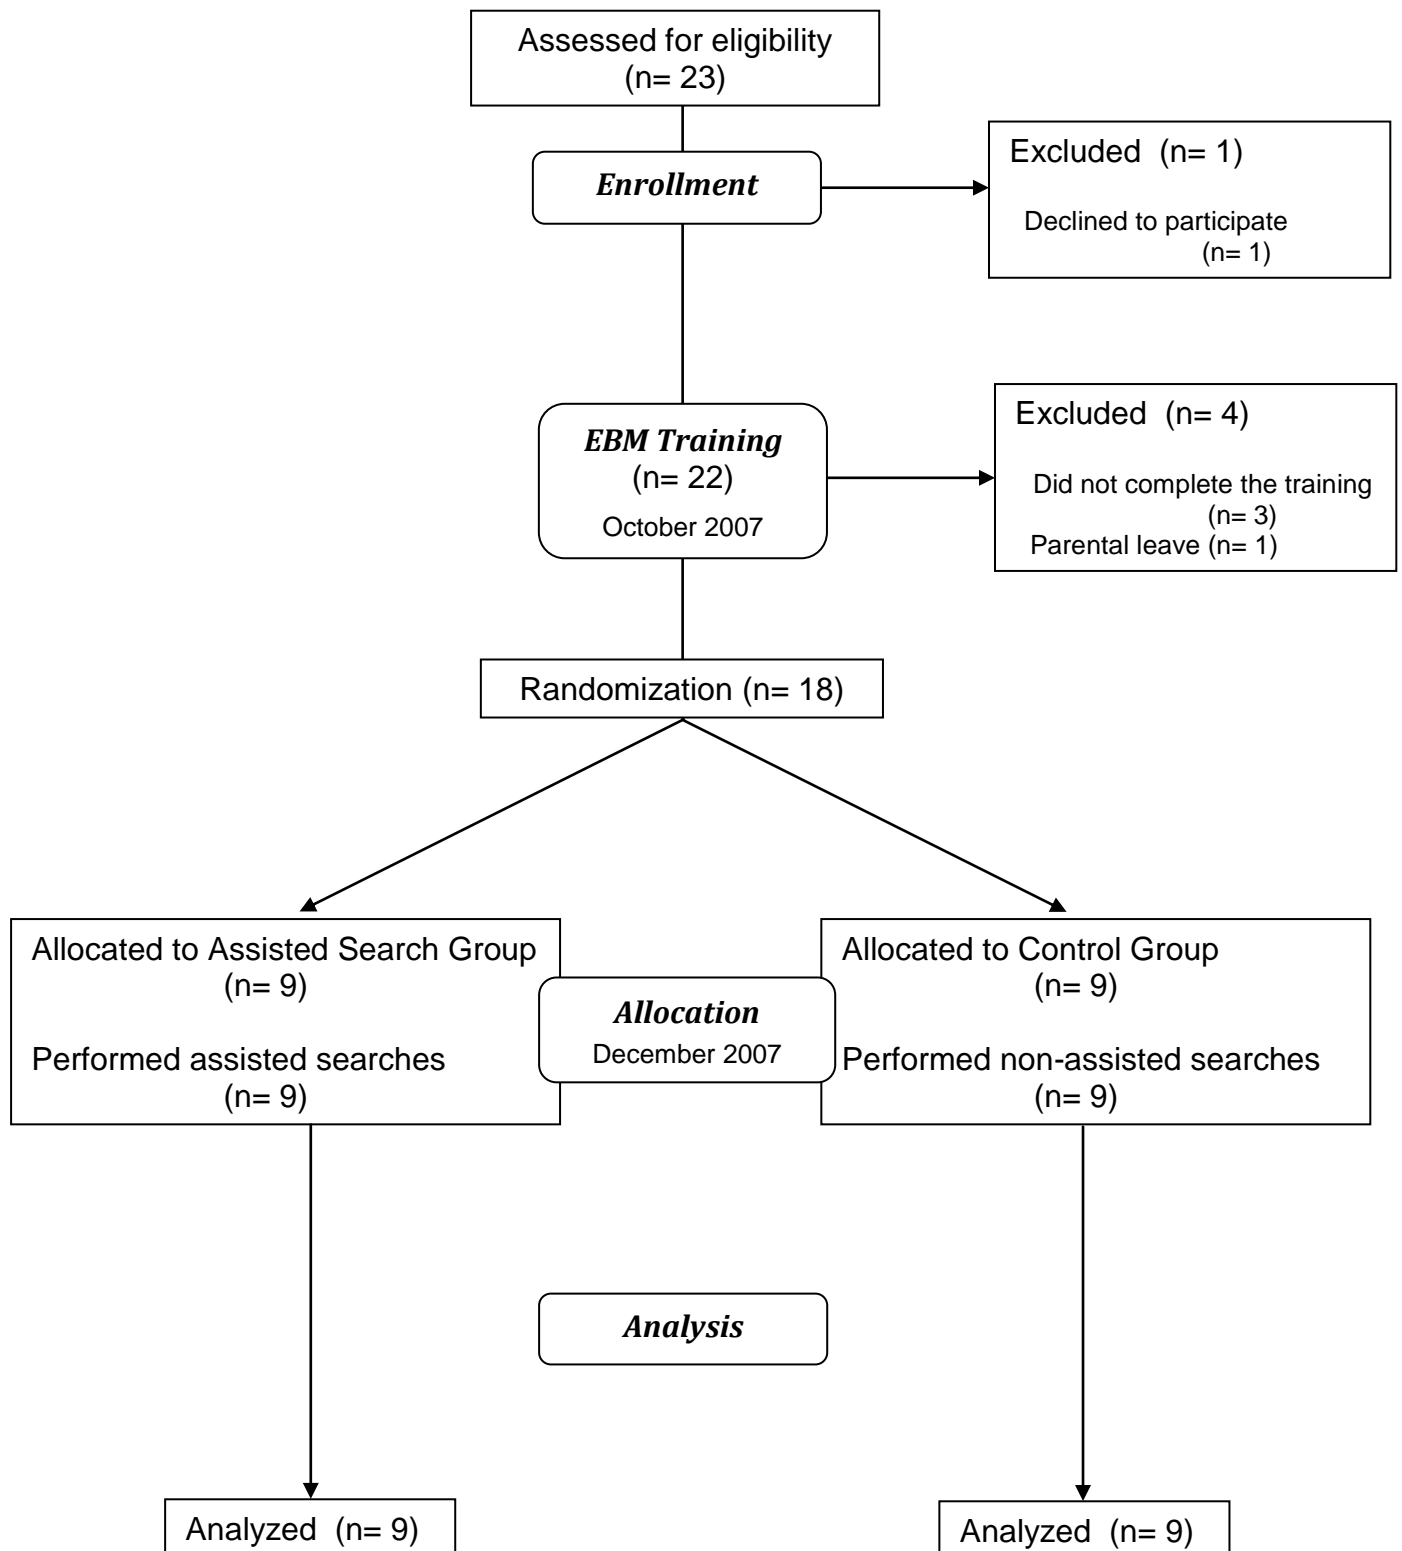 Assessed for eligibility
(n= 23)
Enrollment
Excluded  (n= 1)
Declined to participate
(n= 1)
EBM Training
(n= 22)
October 2007
Excluded  (n= 4)
Did not complete the training
(n= 3)
Parental leave (n= 1)
Randomization (n= 18)
Allocated to Assisted Search Group
(n= 9)
Performed assisted searches
(n= 9)
Allocation
December 2007
Allocated to Control Group
(n= 9)
Performed non-assisted searches
(n= 9)
Analysis
Analyzed  (n= 9)
Analyzed  (n= 9)